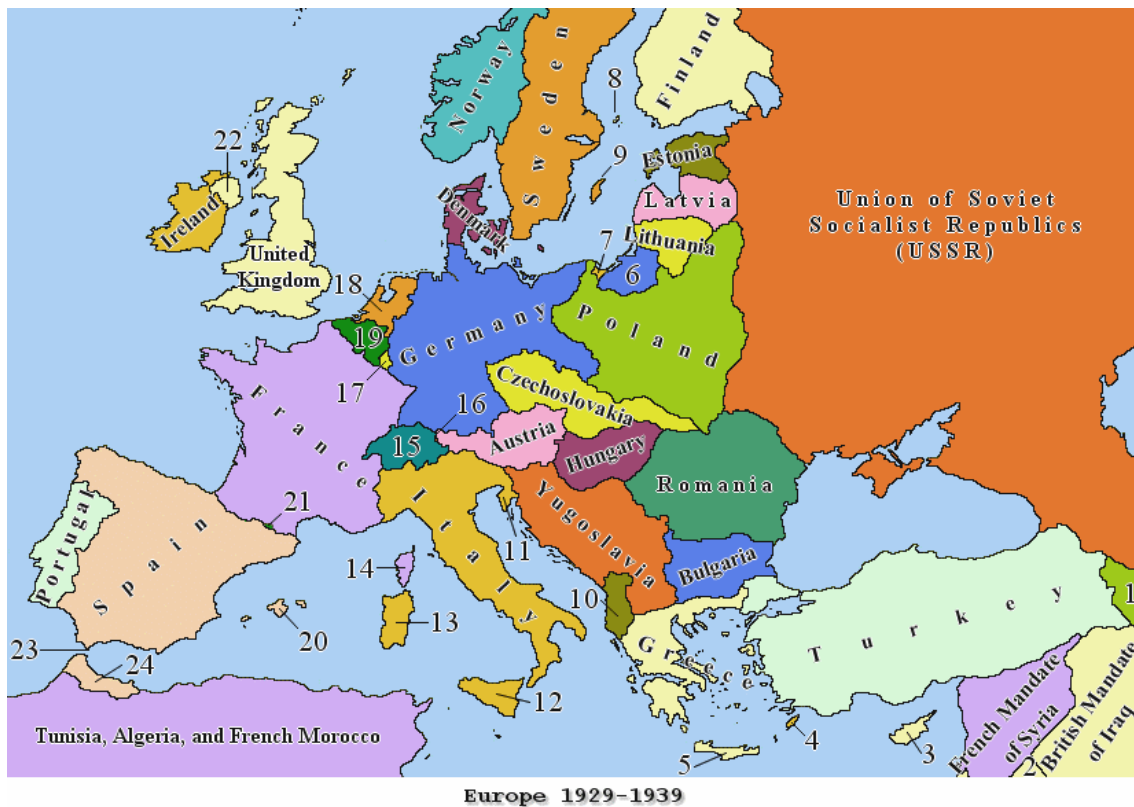 Norway
Sweden
Finland
8
22
9
Estonia
Latvia
Ireland
Denmark
Union of Soviet
Socialist Republics
(USSR)
Lithuania
7
6
United
Kingdom
18
19
Germany
Poland
17
16
Czechoslovakia
France
15
Austria
Hungary
Romania
Italy
Yugoslavia
21
11
Portugal
Spain
14
Bulgaria
10
1
13
20
Greece
Turkey
23
24
12
4
3
5
French Mandate
of Syria
2
British Mandate
of Iraq
Tunisia, Algeria, and French Morocco
Europe 1929-1939